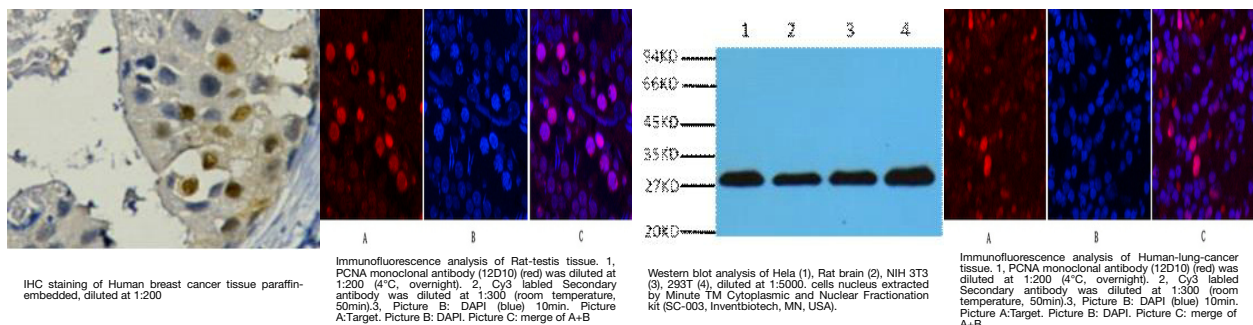 1 2 3 4
94KD
66KD
45KD
35KD
27KD
20KD
A B C
A B C
IHC staining of Human breast cancer tissue paraffin-
embedded, diluted at 1:200
Immunofluorescence analysis of Rat-testis tissue. 1,
PCNA monoclonal antibody (12D10) (red) was diluted at
1:200 (4°C, overnight). 2, Cy3 labled Secondary
antibody was diluted at 1:300 (room temperature,
50min).3, Picture B: DAPI (blue) 10min. Picture
A:Target. Picture B: DAPI. Picture C: merge of A+B
Western blot analysis of Hela (1), Rat brain (2), NIH 3T3
(3), 293T (4), diluted at 1:5000. cells nucleus extracted
by Minute TM Cytoplasmic and Nuclear Fractionation
kit (SC-003, Inventbiotech, MN, USA).
Immunofluorescence analysis of Human-lung-cancer
tissue. 1, PCNA monoclonal antibody (12D10) (red) was
diluted at 1:200 (4°C, overnight). 2, Cy3 labled
Secondary antibody was diluted at 1:300 (room
temperature, 50min).3, Picture B: DAPI (blue) 10min.
Picture A:Target. Picture B: DAPI. Picture C: merge of
A+B